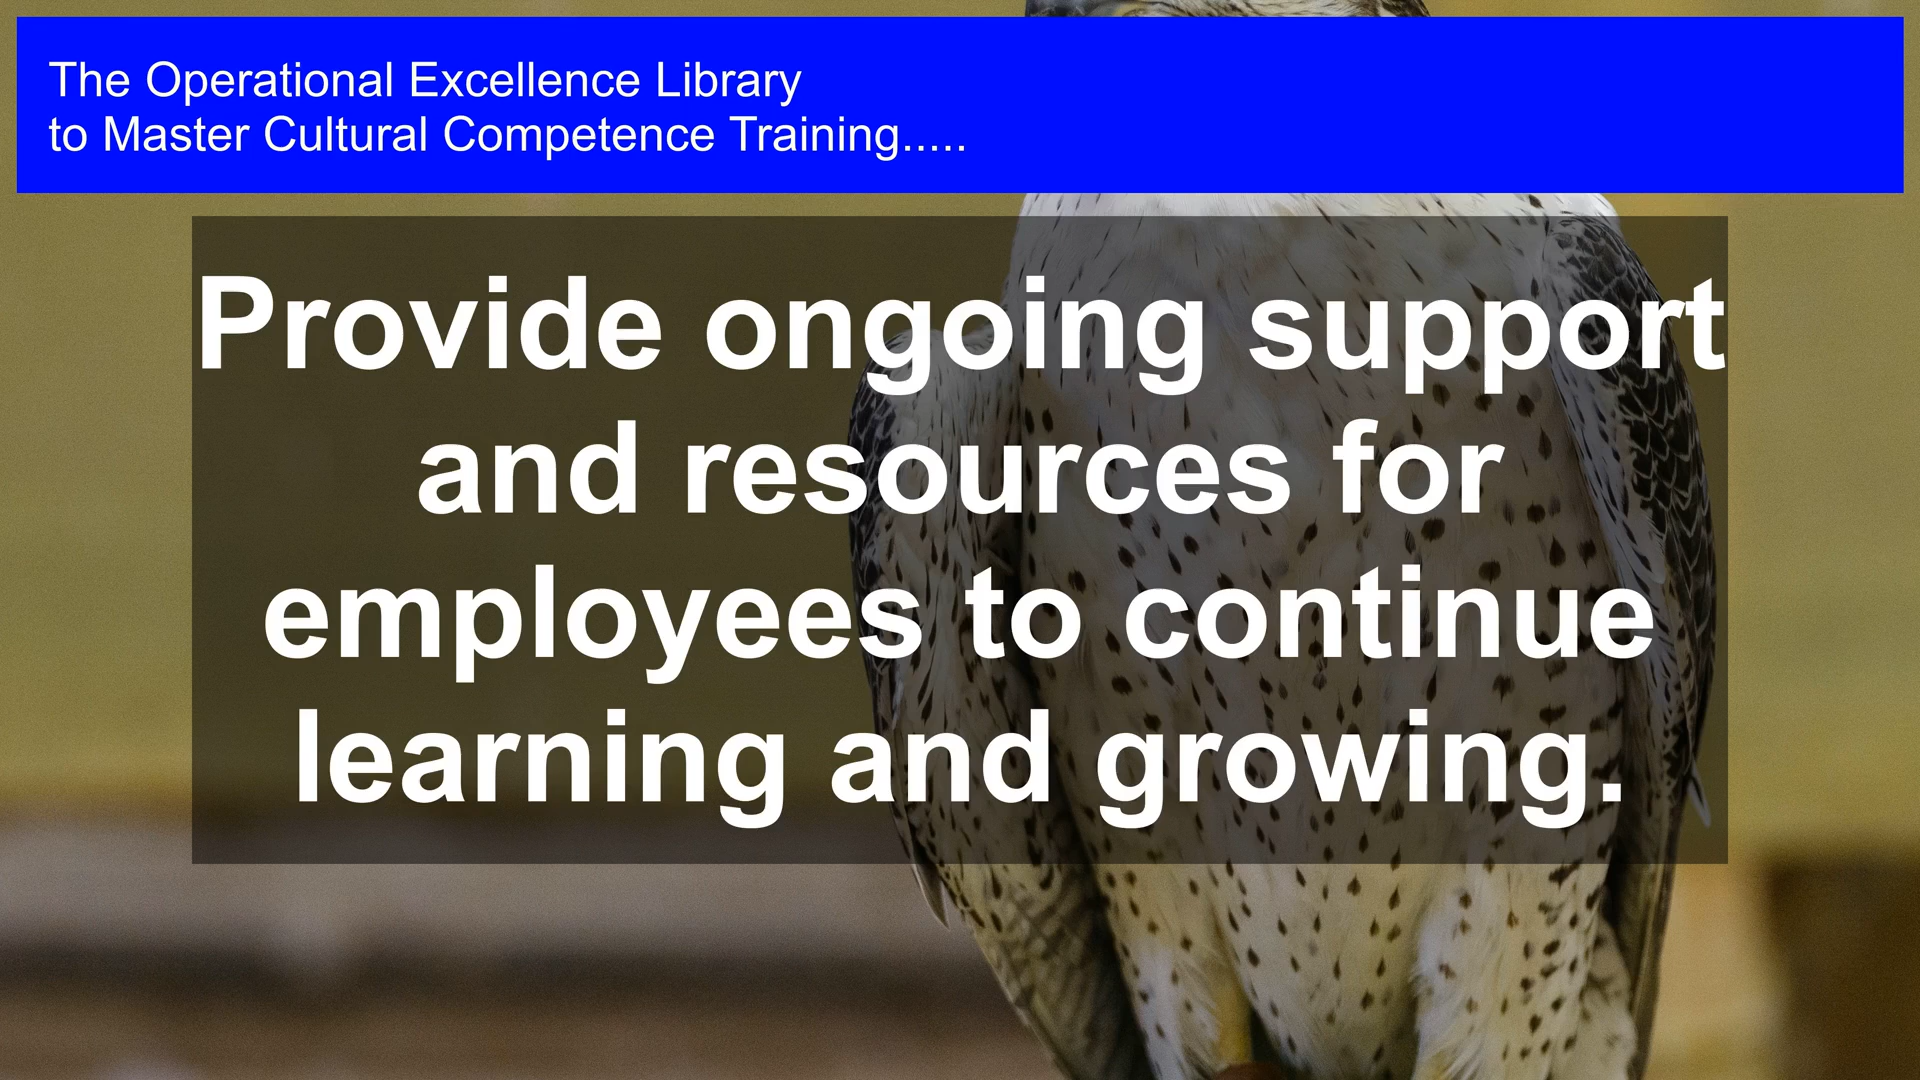 The Operational Excellence Library
to Master Cultural Competence Training.....
Provide ongoing support
and resources for
employees to continue
learning and growing.